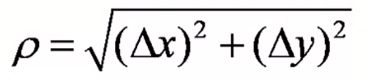 ρ = √((Δx)² + (Δy)²)